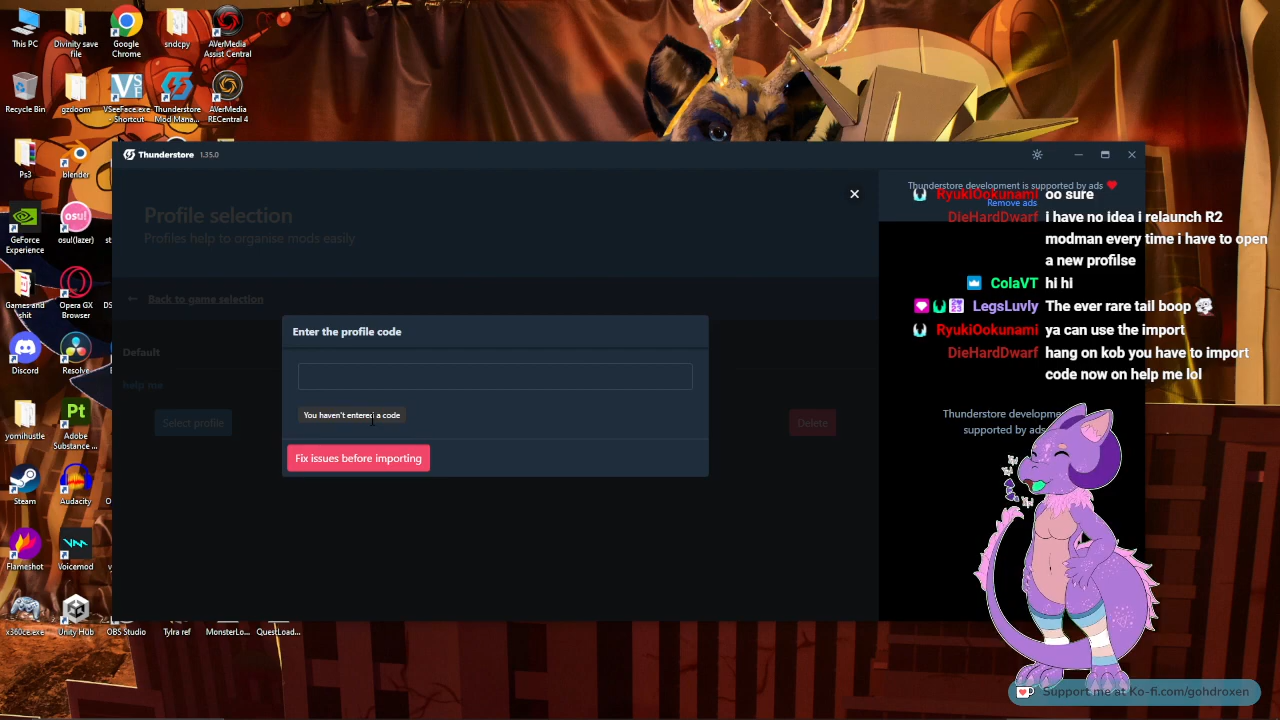 This PC
Divinity save
file
Google
Chrome
sndcpy
AVerMedia
Assist Central
Recycle Bin
gzdoom
VSeeFace.exe
- Shortcut
Thunderstore
Mod Mana...
AVerMedia
RECentral 4
Ps3
blender
GeForce
Experience
osu!
osu!(lazer)
Games and
shit
Opera GX
Browser
Discord
Resolve
yomihustle
Pt
Adobe
Substance ...
Steam
Audacity
Flameshot
Voicemod
x360ce.exe
Unity Hub
OBS Studio
Tylra ref
MonsterLo...
QuestLoad...
Thunderstore 1.35.0
Profile selection
Profiles help to organise mods easily
Back to game selection
Default
help me
Select profile
Delete
Enter the profile code
You haven't entered a code
Fix issues before importing
Thunderstore development is supported by ads
Remove ads
RyukiOokunami oo sure
DieHardDwarf i have no idea i relaunch R2
modman every time i have to open
a new profilse
ColaVT hI hI
LegsLuvly The ever rare tail boop
RyukiOokunami ya can use the import
DieHardDwarf hang on kob you have to import
code now on help me lol
Thunderstore developme
supported by ads
Support me at Ko-fi.com/gohdroxen